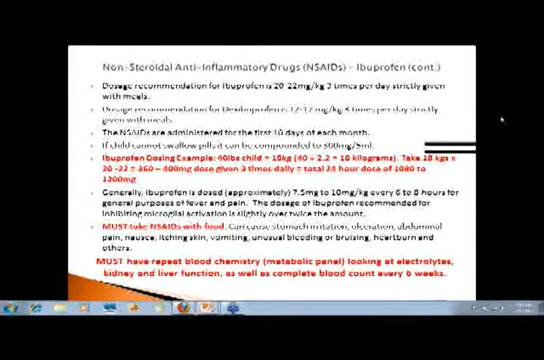 Non-Steroidal Anti-Inflammatory Drugs (NSAIDs) – Ibuprofen (cont.)
Dosage recommendation for Ibuprofen is 20-22mg/kg 3 times per day strictly given
with meals.
Dosage recommendation for Dexibuprofen is mg/kg 3 times per day strictly
given with meals.
The NSAIDs are administered for the first 10 days of each month.
If child cannot swallow pills it can be compounded to 300mg/5ml.
Ibuprofen Dosing Example: 40lbs child = 18kg (40 ÷ 2.2 = 18 kilograms). Take 18 kgs x
20 -22 = 360 – 400mg dose given 3 times daily = total 24 hour dose of 1080 to
1200mg
Generally, Ibuprofen is dosed (approximately) 7.5mg to 10mg/kg every 6 to 8 hours for
general purposes of fever and pain. The dosage of Ibuprofen recommended for
inhibiting microglial activation is slightly over twice the amount.
MUST take NSAIDs with food. Can cause stomach irritation, ulceration, abdominal
pain, nausea, itching skin, vomiting, unusual bleeding or bruising, heartburn and
others.
MUST have repeat blood chemistry (metabolic panel) looking at electrolytes,
kidney and liver function, as well as complete blood count every 6 weeks.